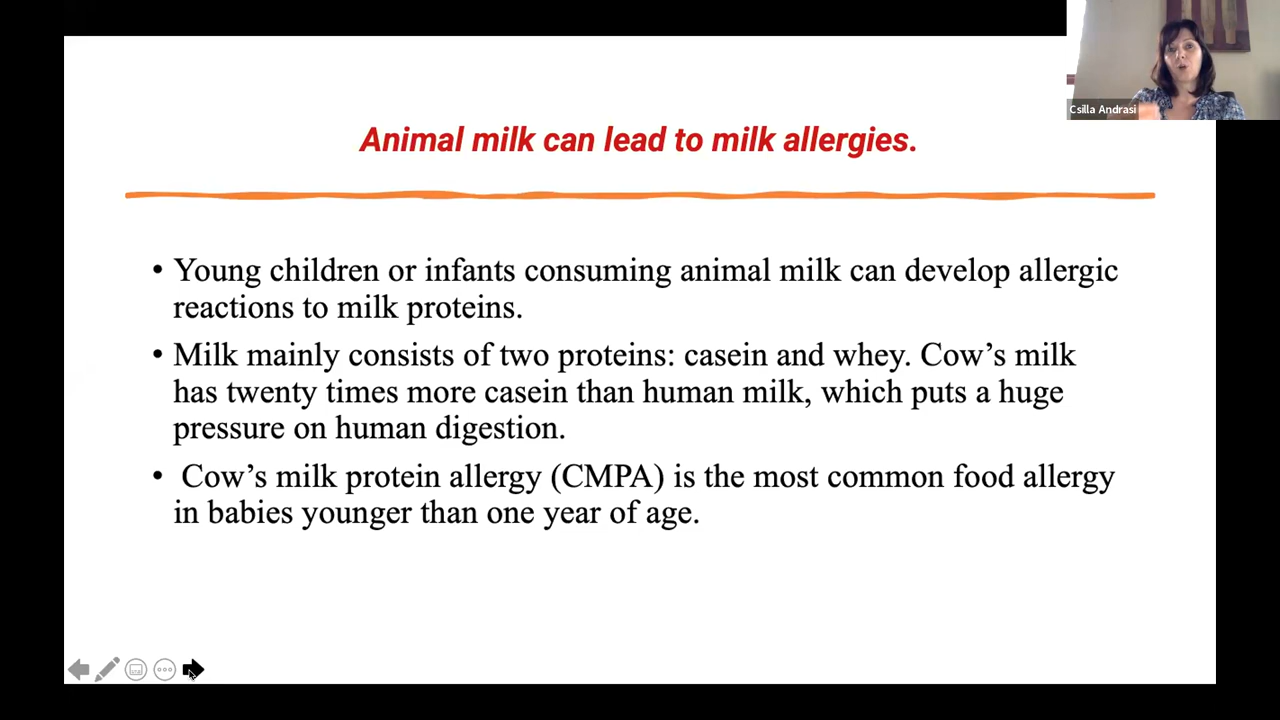 Csilla Andrasi
Animal milk can lead to milk allergies.
• Young children or infants consuming animal milk can develop allergic
reactions to milk proteins.
• Milk mainly consists of two proteins: casein and whey. Cow's milk
has twenty times more casein than human milk, which puts a huge
pressure on human digestion.
• Cow's milk protein allergy (CMPA) is the most common food allergy
in babies younger than one year of age.